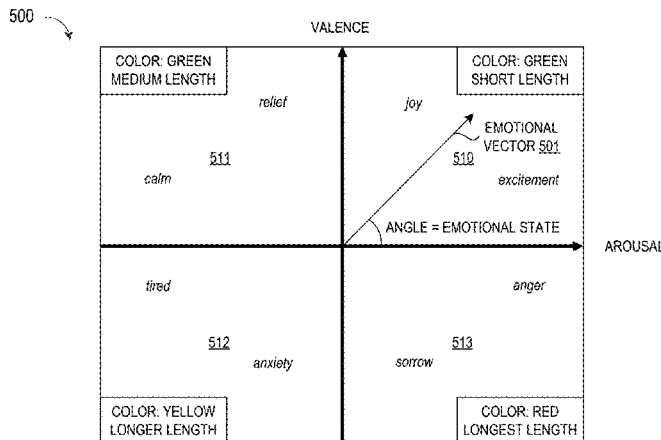 500
VALENCE
COLOR: GREEN
MEDIUM LENGTH
COLOR: GREEN
SHORT LENGTH
relief
joy
EMOTIONAL
VECTOR 501
511
510
calm
excitement
ANGLE = EMOTIONAL STATE
AROUSAL
tired
anger
512
513
anxiety
sorrow
COLOR: YELLOW
LONGER LENGTH
COLOR: RED
LONGEST LENGTH